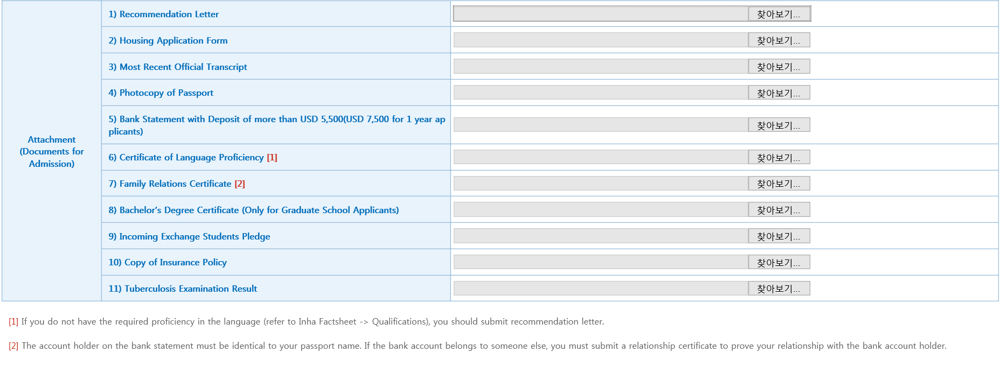 1) Recommendation Letter 찾아보기...
2) Housing Application Form 찾아보기...
3) Most Recent Official Transcript 찾아보기...
4) Photocopy of Passport 찾아보기...
5) Bank Statement with Deposit of more than USD 5,500(USD 7,500 for 1 year ap
plicants) 찾아보기...
Attachment
(Documents for
Admission)
6) Certificate of Language Proficiency [1] 찾아보기...
7) Family Relations Certificate [2] 찾아보기...
8) Bachelor's Degree Certificate (Only for Graduate School Applicants) 찾아보기...
9) Incoming Exchange Students Pledge 찾아보기...
10) Copy of Insurance Policy 찾아보기...
11) Tuberculosis Examination Result 찾아보기...
[1] If you do not have the required proficiency in the language (refer to Inha Factsheet -> Qualifications), you should submit recommendation letter.
[2] The account holder on the bank statement must be identical to your passport name. If the bank account belongs to someone else, you must submit a relationship certificate to prove your relationship with the bank account holder.